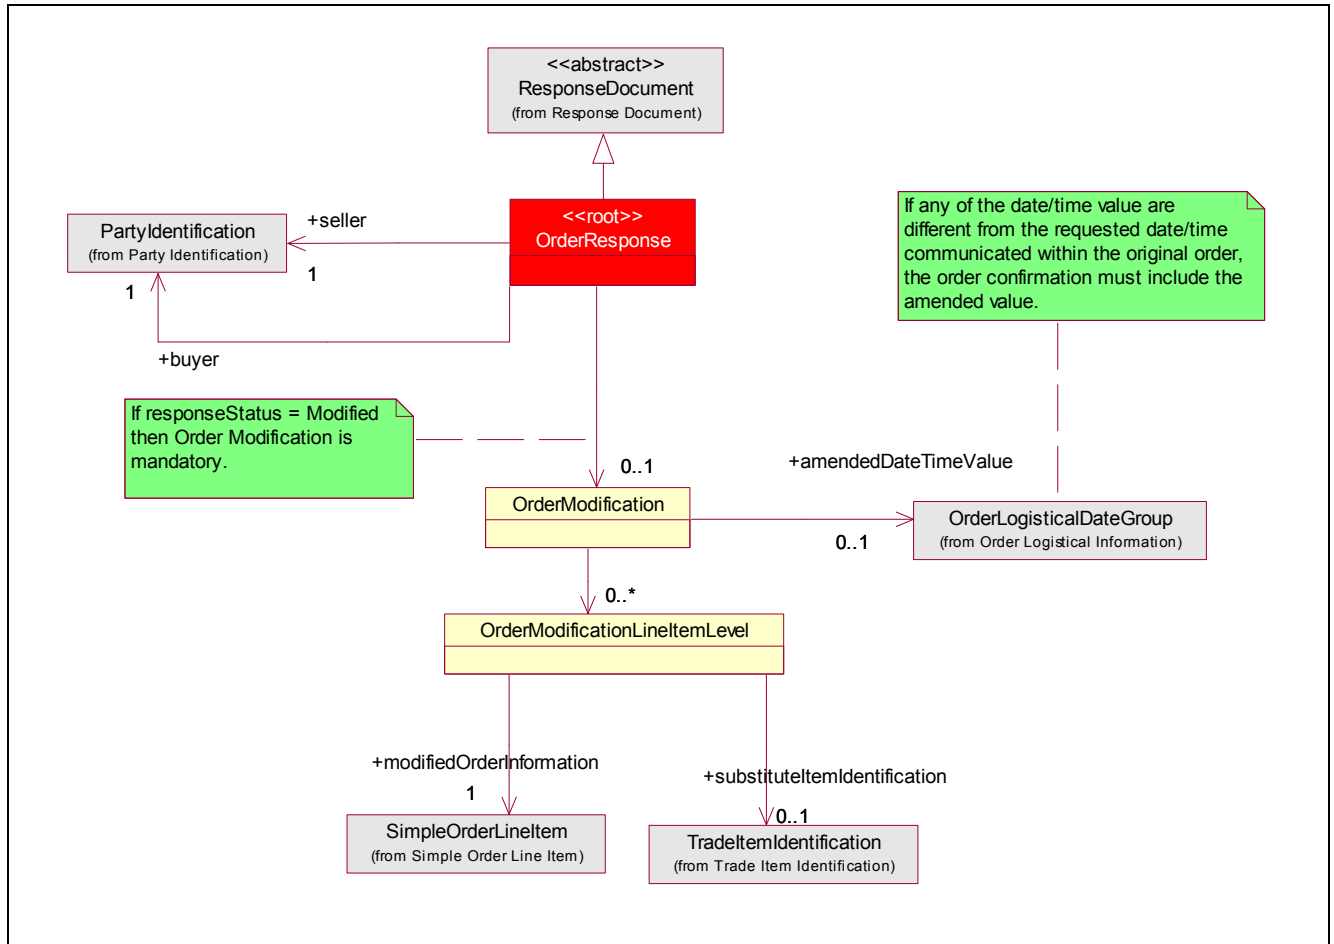 <<abstract>>
ResponseDocument
(from Response Document)
<<root>>
OrderResponse
+seller
1
PartyIdentification
(from Party Identification)
1
+buyer
If any of the date/time value are
different from the requested date/time
communicated within the original order,
the order confirmation must include the
amended value.
If responseStatus = Modified
then Order Modification is
mandatory.
0..1
OrderModification
+amendedDateTimeValue
0..1
OrderLogisticalDateGroup
(from Order Logistical Information)
0..*
OrderModificationLineItemLevel
+modifiedOrderInformation
1
+substituteItemIdentification
0..1
SimpleOrderLineItem
(from Simple Order Line Item)
TradeItemIdentification
(from Trade Item Identification)